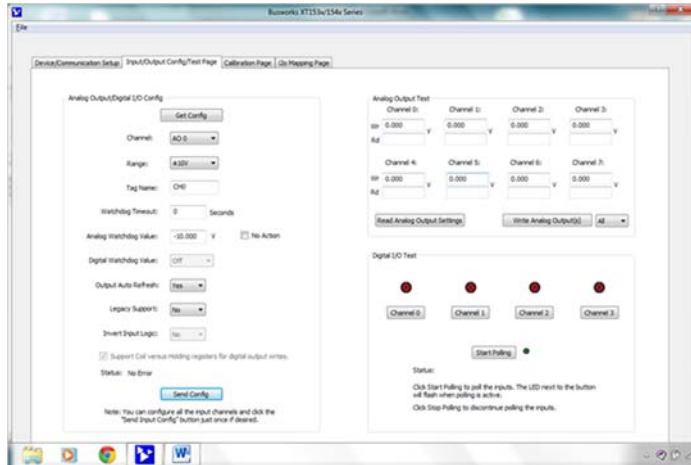 Busworks XT153x/154x Series
File
Device/Communication Setup Input/Output Config/Test Page Calibration Page i2o Mapping Page
Analog Output/Digital I/O Config
Get Config
Channel: AO 0
Range: ±10V
Tag Name: CH0
Watchdog Timeout: 0 Seconds
Analog Watchdog Value: -10.000 V No Action
Digital Watchdog Value: Off
Output Auto Refresh: Yes
Legacy Support: No
Invert Input Logic: No
Support Coil versus Holding registers for digital output writes.
Status: No Error
Send Config
Note: You can configure all the input channels and click the
"Send Input Config" button just once if desired.
Analog Output Test
Channel 0: Channel 1: Channel 2: Channel 3:
Wr 0.000 V 0.000 V 0.000 V 0.000 V
Rd
Channel 4: Channel 5: Channel 6: Channel 7:
Wr 0.000 V 0.000 V 0.000 V 0.000 V
Rd
Read Analog Output Settings Write Analog Output(s) All
Digital I/O Test
Channel 0 Channel 1 Channel 2 Channel 3
Start Polling
Status:
Click Start Polling to poll the inputs. The LED next to the button
will flash when polling is active.
Click Stop Polling to discontinue polling the inputs.